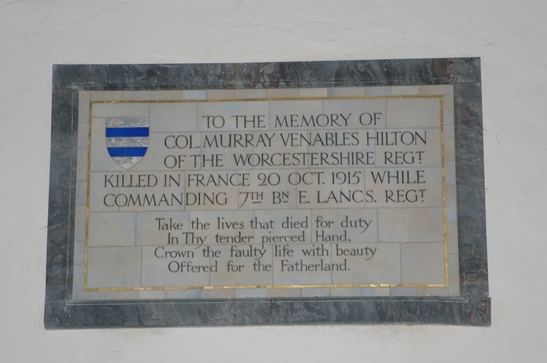 TO THE MEMORY OF
COL. MURRAY VENABLES HILTON
OF THE WORCESTERSHIRE REGT
KILLED IN FRANCE 20 OCT. 1915 WHILE
COMMANDING 7TH BN E. LANCS. REGT.
Take the lives that died for duty
In Thy tender pierced Hand,
Crown the faulty life with beauty
Offered for the Fatherland.